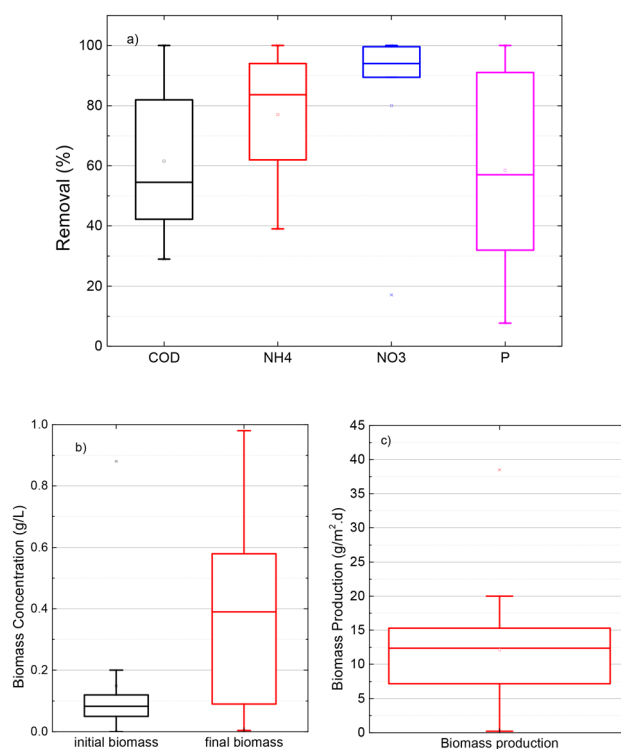 a)
Removal (%)
100
80
60
40
20
0
COD NH4 NO3 P
b)
Biomass Concentration (g/L)
1.0
0.8
0.6
0.4
0.2
0.0
initial biomass final biomass
c)
Biomass Production (g/m².d)
45
40
35
30
25
20
15
10
5
0
Biomass production